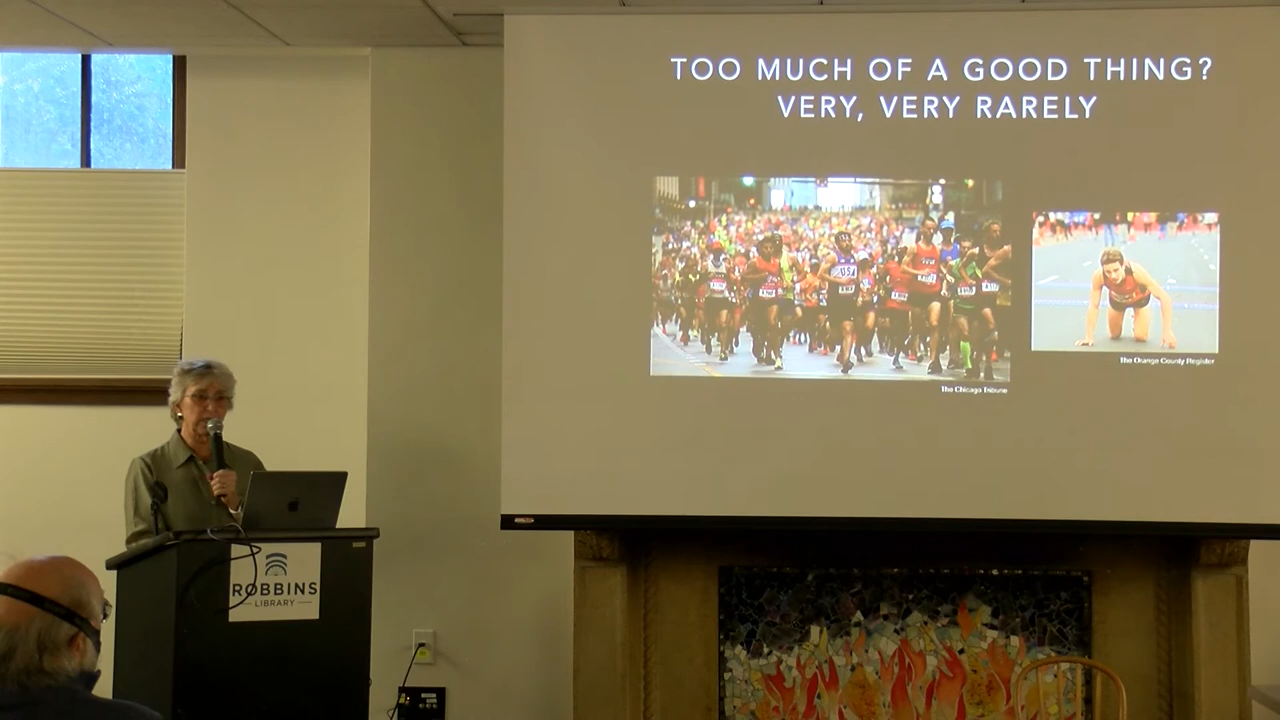 TOO MUCH OF A GOOD THING?
VERY, VERY RARELY
USA
The Orange County Register
The Chicago Tribune
ROBBINS
LIBRARY